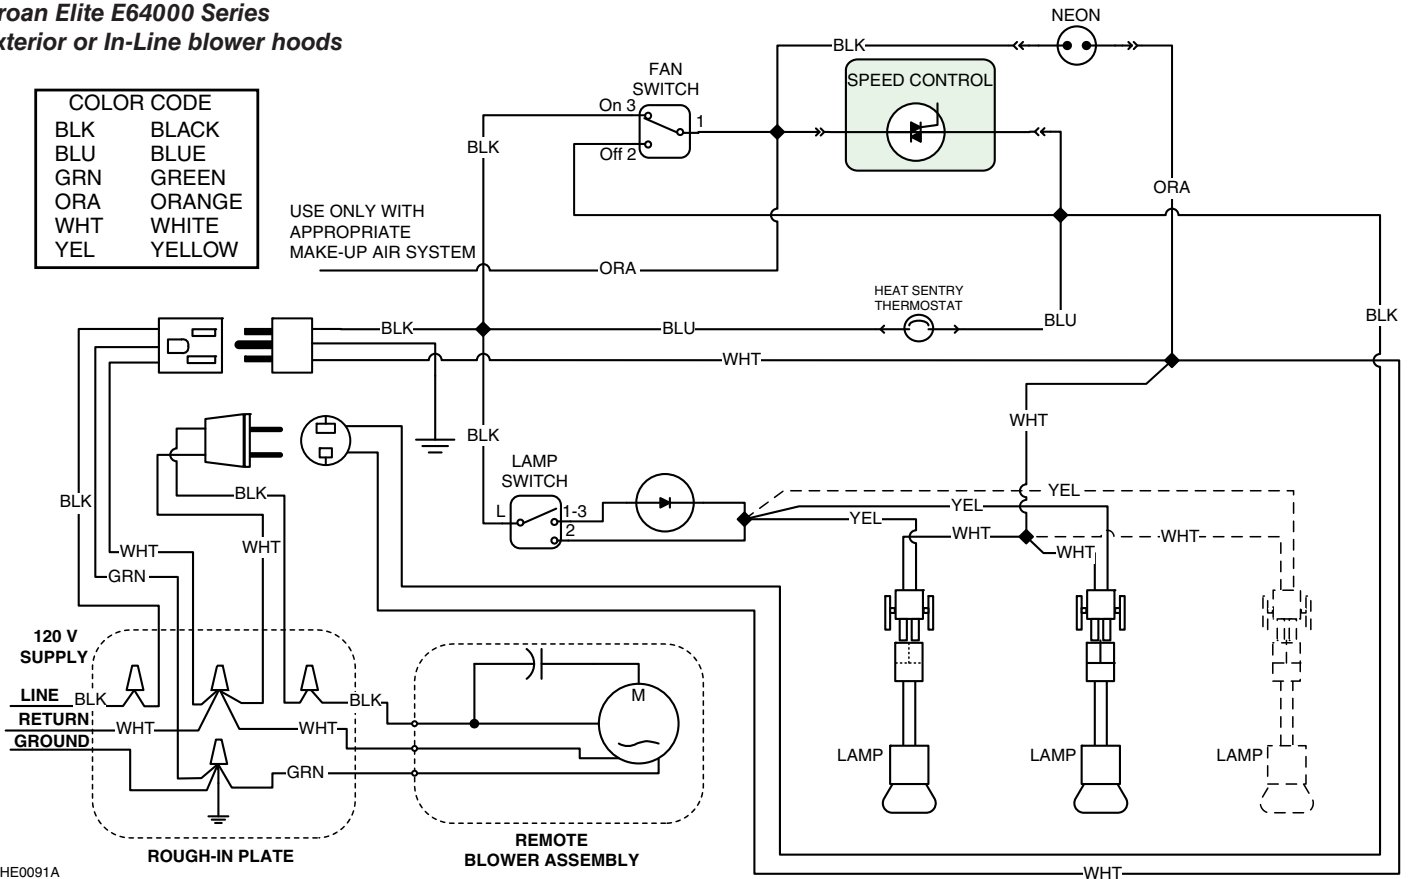 roan Elite E64000 Series
xterior or In-Line blower hoods
COLOR CODE
BLK BLACK
BLU BLUE
GRN GREEN
ORA ORANGE
WHT WHITE
YEL YELLOW
NEON
BLK
FAN
SWITCH
SPEED CONTROL
On 3
1
BLK
Off 2
ORA
USE ONLY WITH
APPROPRIATE
MAKE-UP AIR SYSTEM
ORA
HEAT SENTRY
THERMOSTAT
BLK
BLU
BLU
BLK
WHT
WHT
BLK
LAMP
SWITCH
L
1-3
2
YEL
YEL
YEL
WHT
WHT
WHT
BLK
BLK
WHT
WHT
GRN
120 V
SUPPLY
LINE
BLK
BLK
RETURN
WHT
WHT
GROUND
GRN
M
LAMP
LAMP
LAMP
ROUGH-IN PLATE
REMOTE
BLOWER ASSEMBLY
HE0091A
WHT